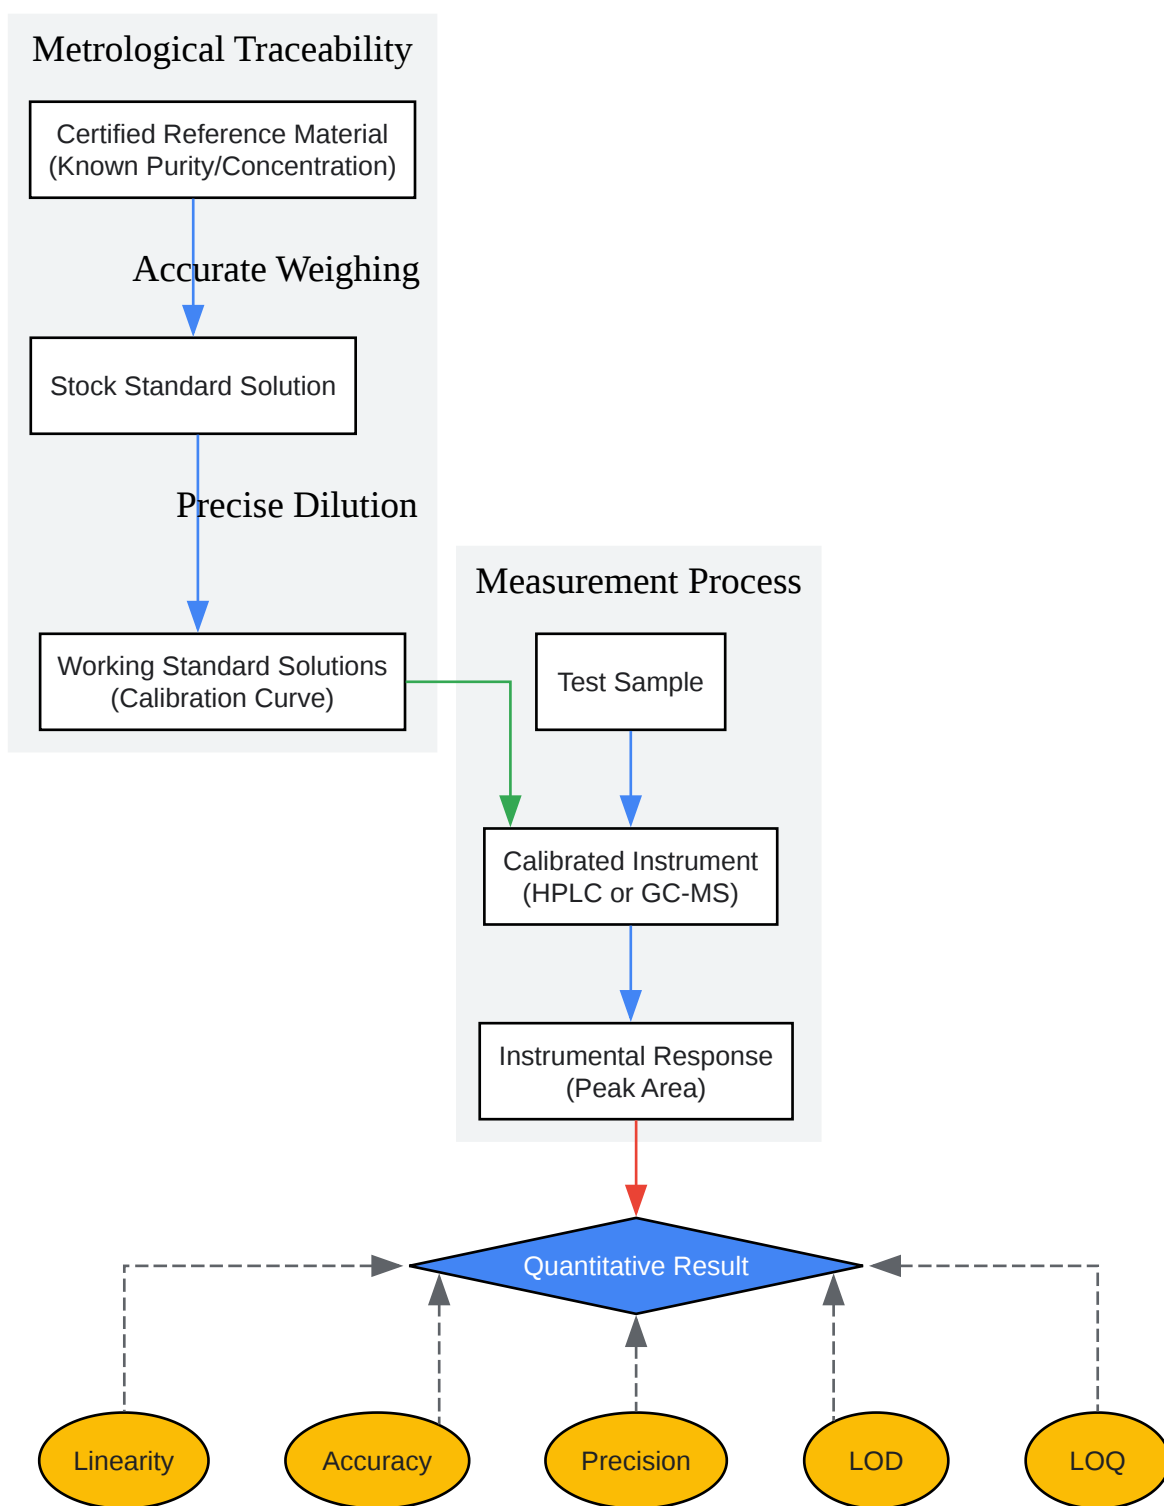 Metrological Traceability
Certified Reference Material
(Known Purity/Concentration)
Accurate Weighing
Stock Standard Solution
Precise Dilution
Working Standard Solutions
(Calibration Curve)
Measurement Process
Test Sample
Calibrated Instrument
(HPLC or GC-MS)
Instrumental Response
(Peak Area)
Quantitative Result
Linearity
Accuracy
Precision
LOD
LOQ